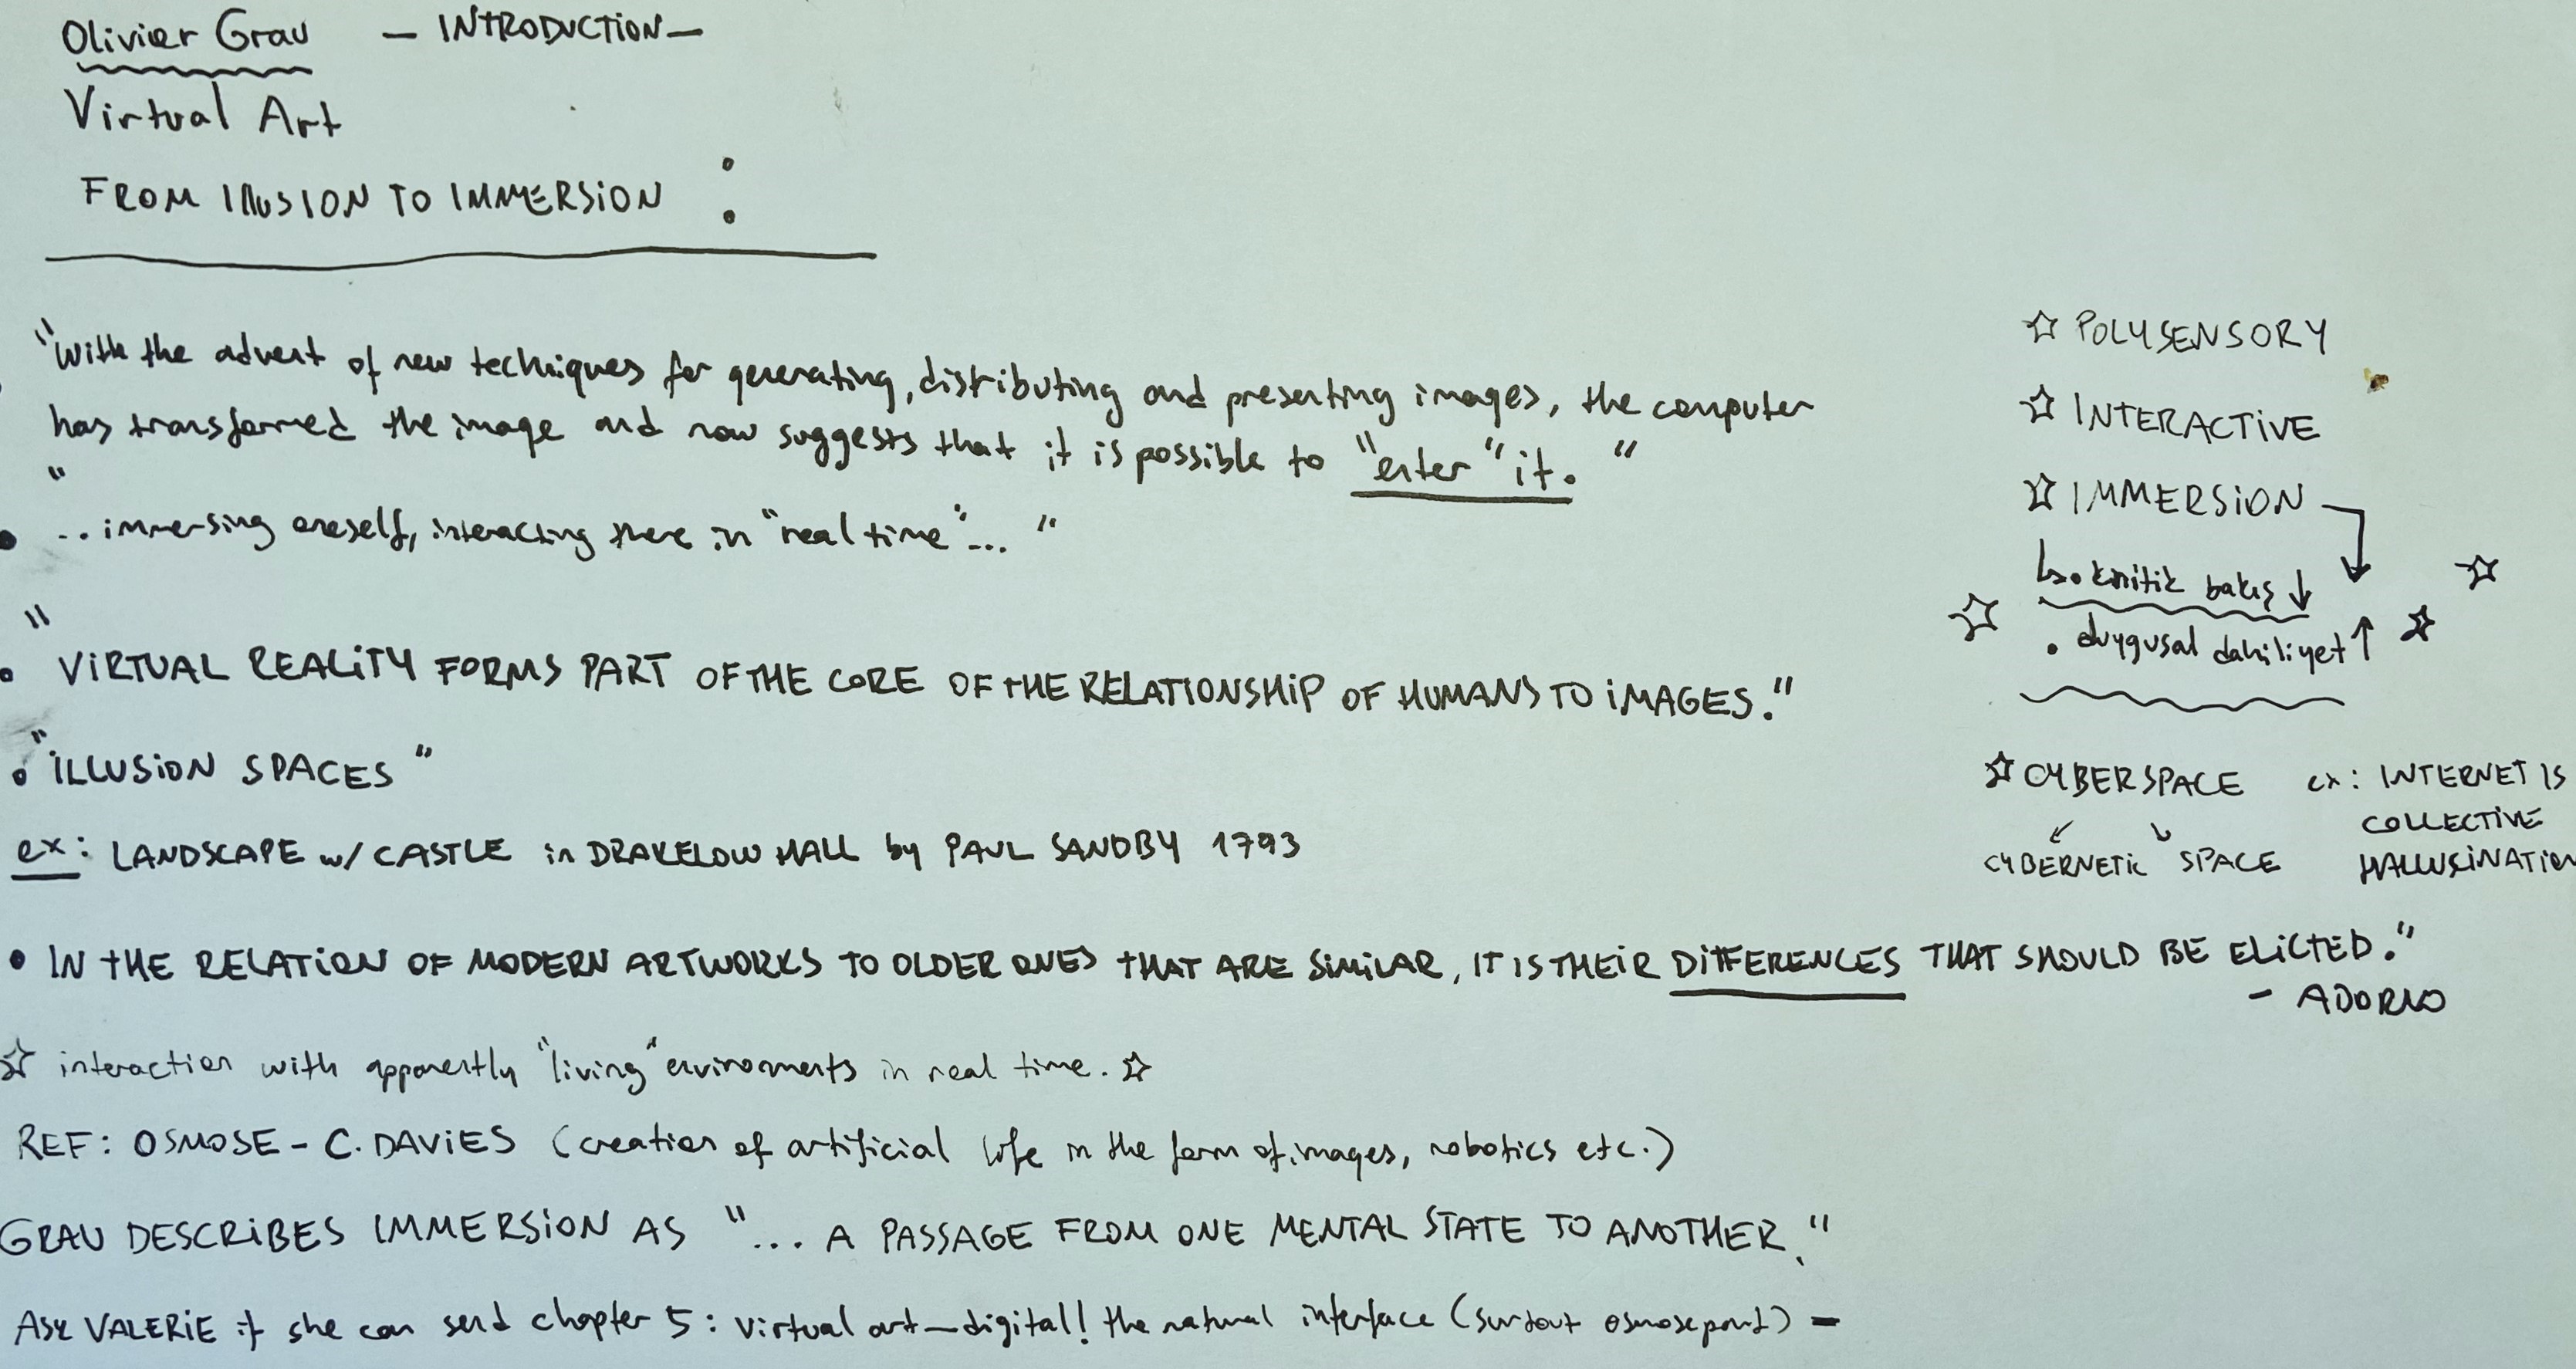 Olivier Grau — INTRODUCTION —
Virtual Art
FROM IllUSION TO IMMERSION :
"With the advent of new techniques for generating, distributing and presenting images, the computer
has transformed the image and now suggests that it is possible to "enter" it. "
"
• ... immersing oneself, interacting there in "real time"... "
"
• VIRTUAL REALITY FORMS PART OF THE CORE OF THE RELATIONSHIP OF HUMANS TO IMAGES."
• "ILLUSION SPACES"
ex: LANDSCAPE w/ CASTLE in DRAKELOW HALL by PAUL SANDBY 1793
☆ POLYSENSORY
☆ INTERACTIVE
☆ IMMERSION
↳ • kritik bakış ↓
☆ • duygusal dahiliyet ↑ ☆ ☆
☆ CYBERSPACE ex: INTERNET IS
COLLECTIVE
CYBERNETIC SPACE HALLUSINATION
• IN THE RELATION OF MODERN ARTWORKS TO OLDER ONES THAT ARE SIMILAR, IT IS THEIR DIFFERENCES THAT SHOULD BE ELICTED."
- ADORNO
☆ interaction with apparently "living" enviroments in real time. ☆
REF: OSMOSE - C. DAVIES (creation of artificial life in the form of images, robotics etc.)
GRAU DESCRIBES IMMERSION AS "... A PASSAGE FROM ONE MENTAL STATE TO ANOTHER."
Ask VALERIE if she can send chapter 5: virtual art—digital! the natural interface (surtout osmose part) -